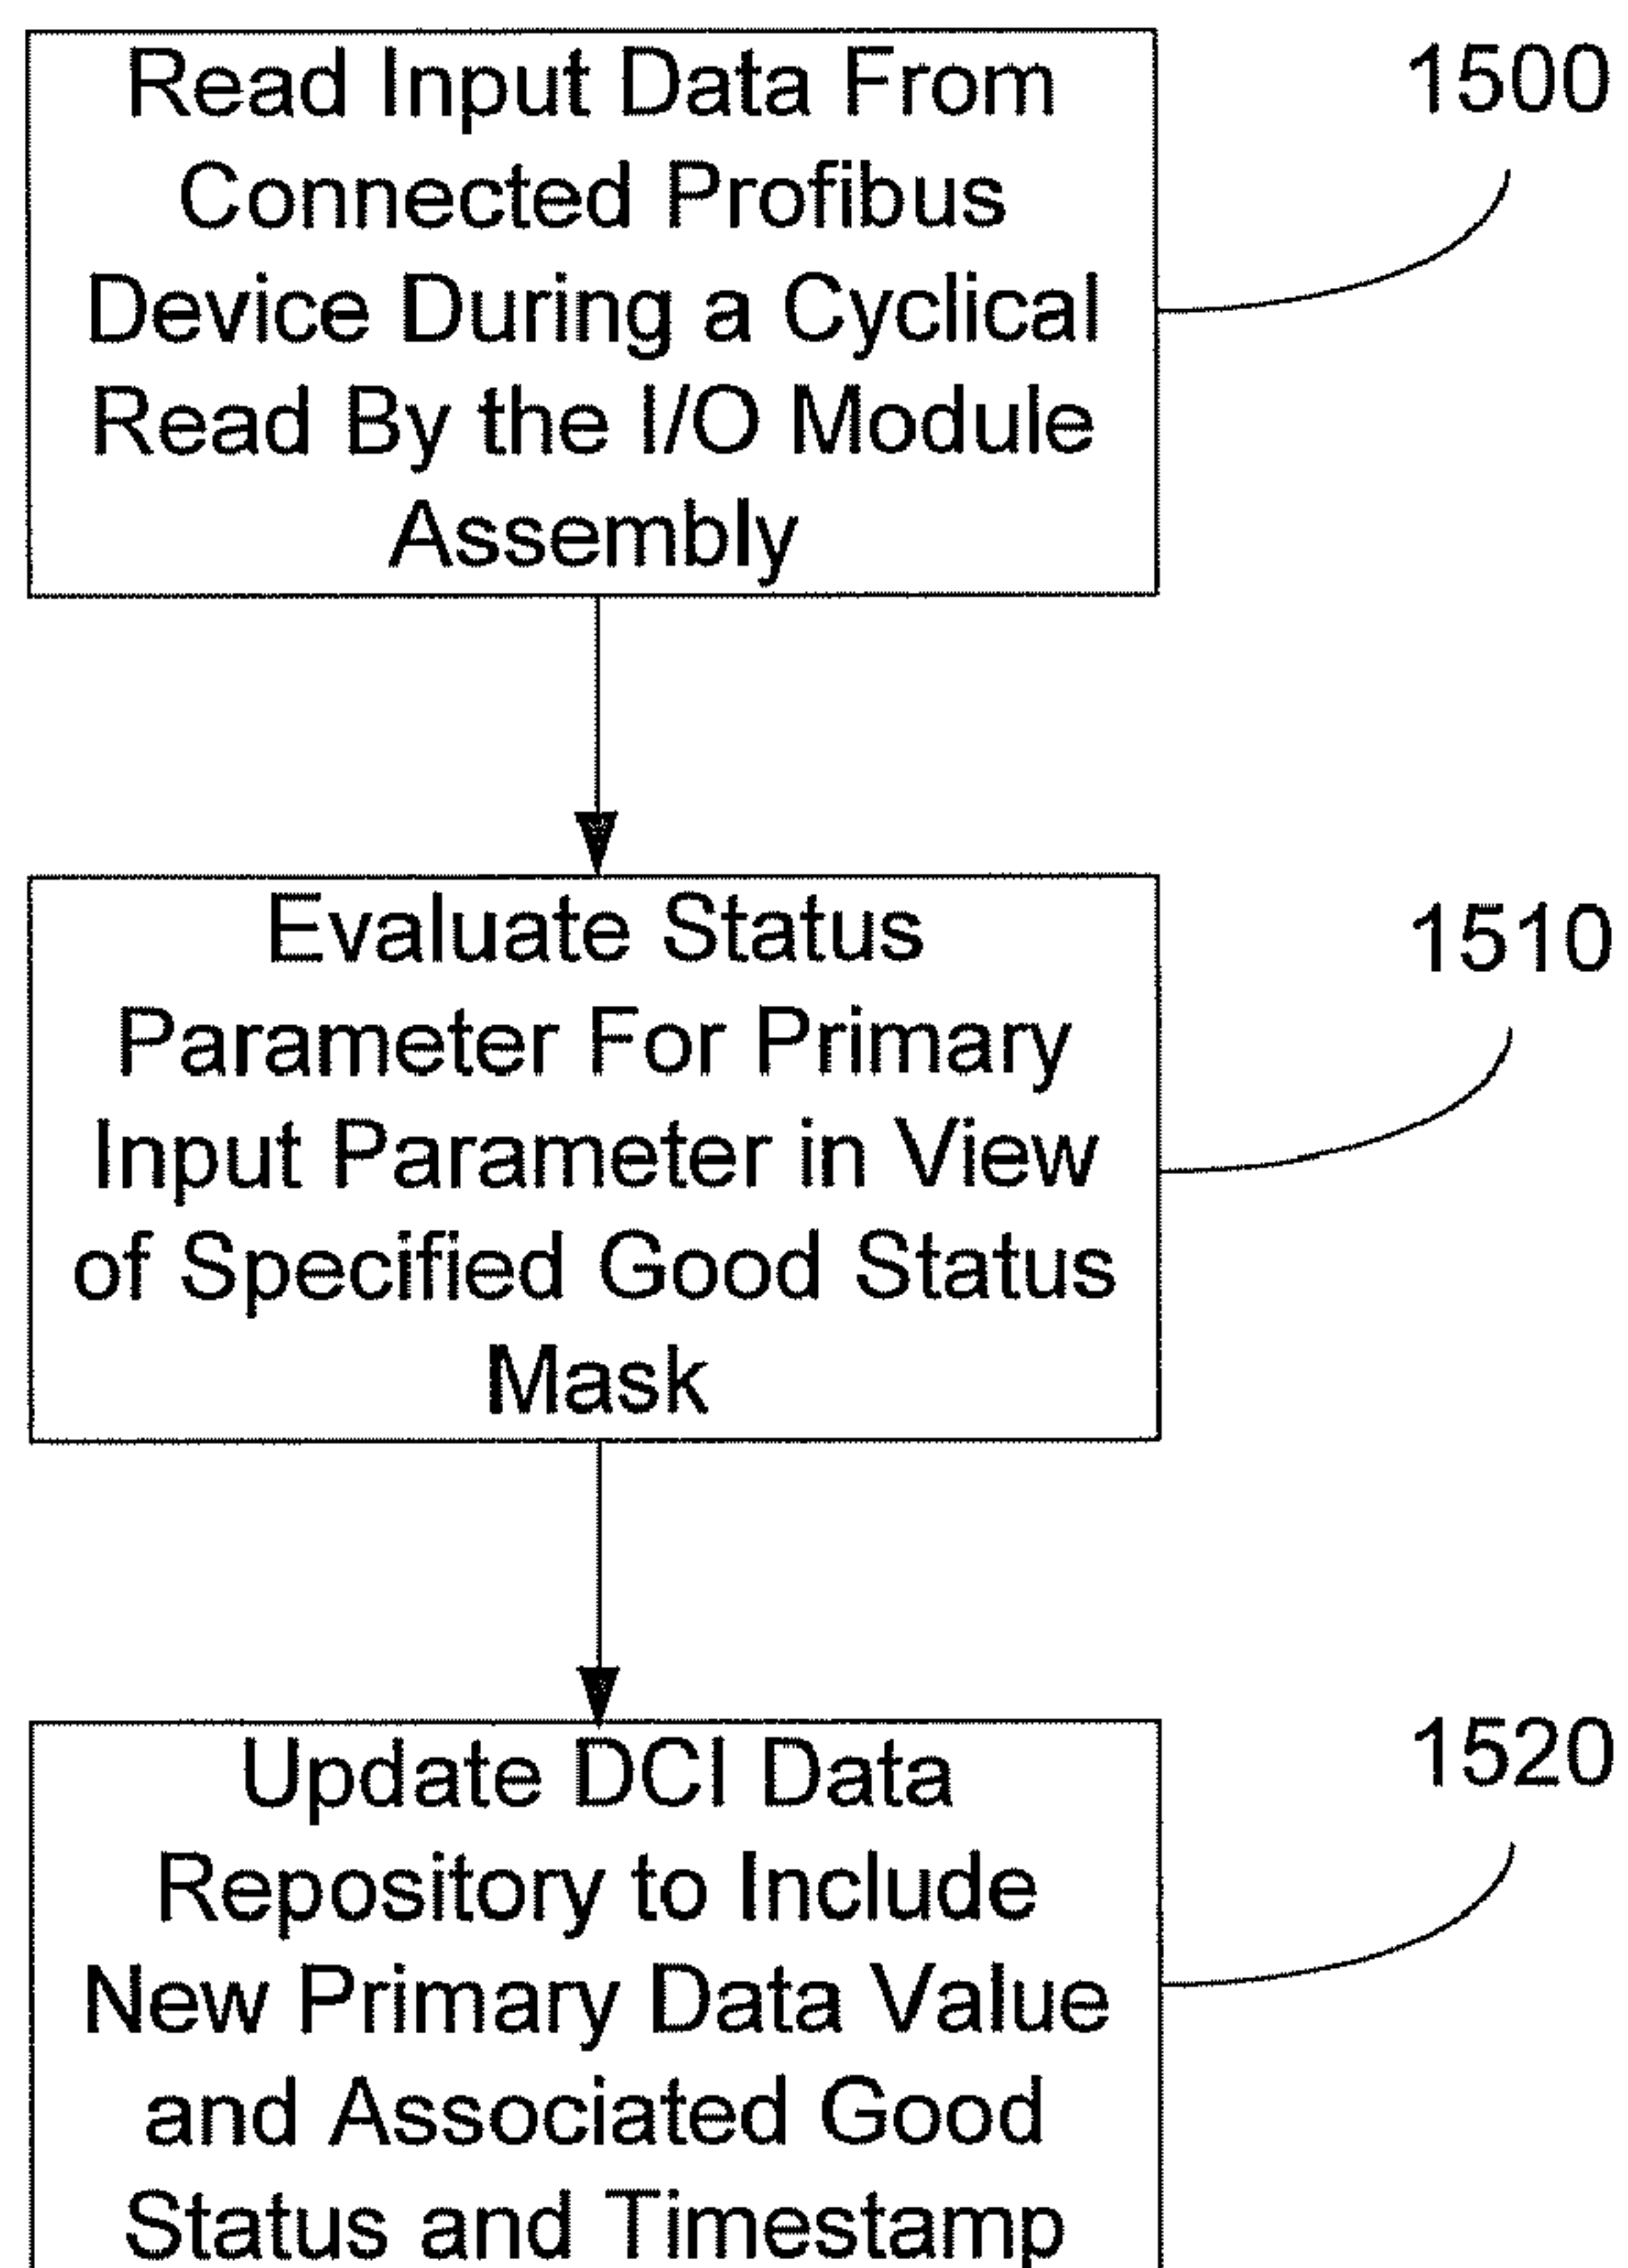 Read Input Data From
Connected Profibus
Device During a Cyclical
Read By the I/O Module
Assembly
1500
Evaluate Status
Parameter For Primary
Input Parameter in View
of Specified Good Status
Mask
1510
Update DCI Data
Repository to Include
New Primary Data Value
and Associated Good
Status and Timestamp
1520